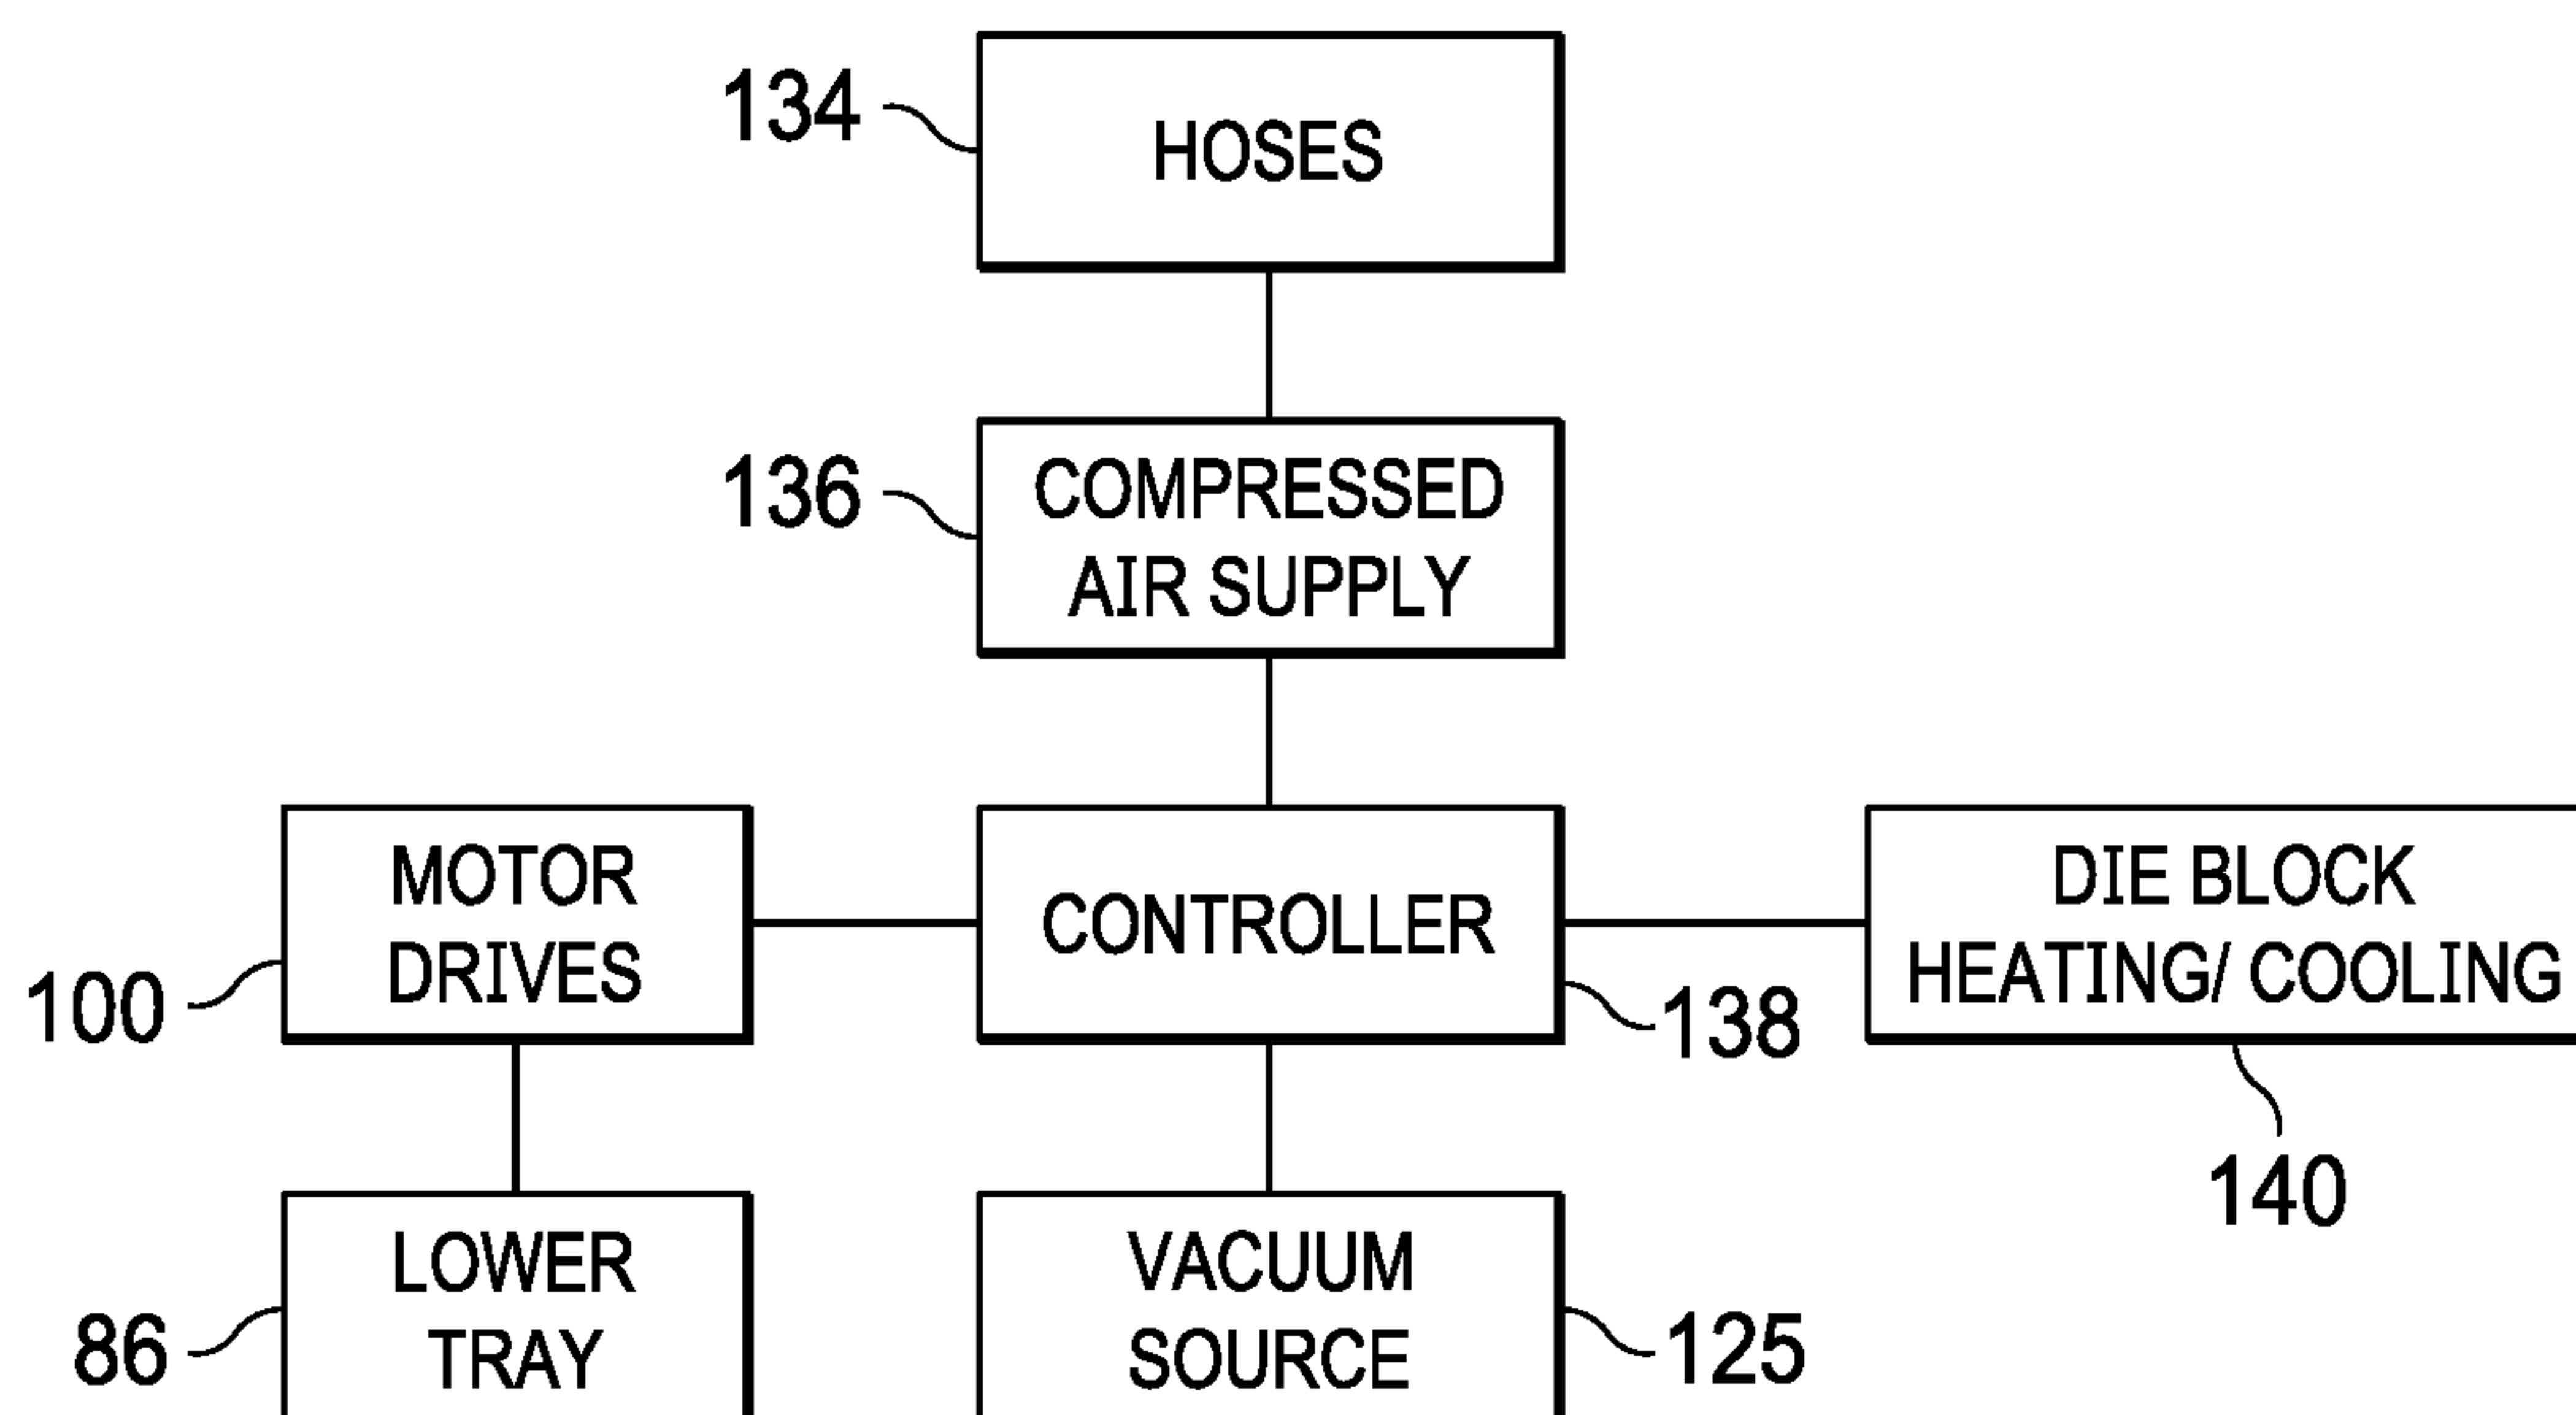 134
HOSES
136
COMPRESSED
AIR SUPPLY
MOTOR
DRIVES
100
CONTROLLER
138
DIE BLOCK
HEATING/ COOLING
140
LOWER
TRAY
86
VACUUM
SOURCE
125